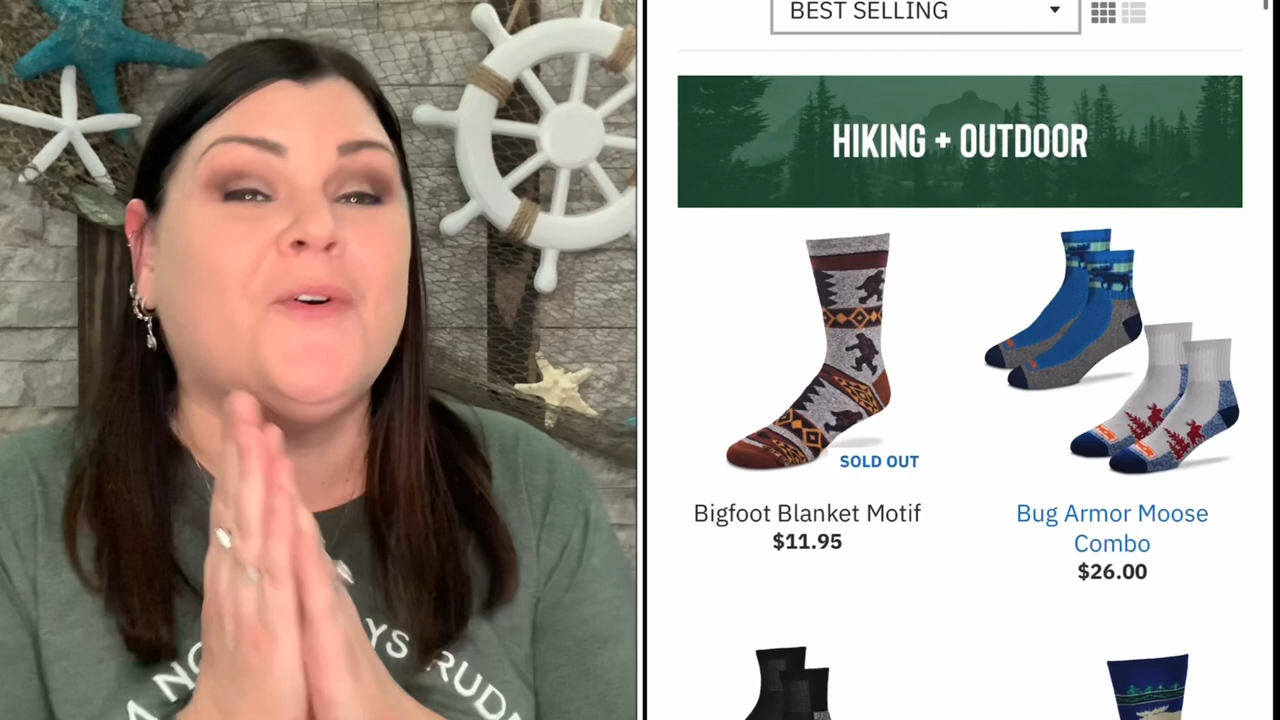 BEST SELLING
HIKING + OUTDOOR
SOLD OUT
Bigfoot Blanket Motif
$11.95
Bug Armor Moose
Combo
$26.00